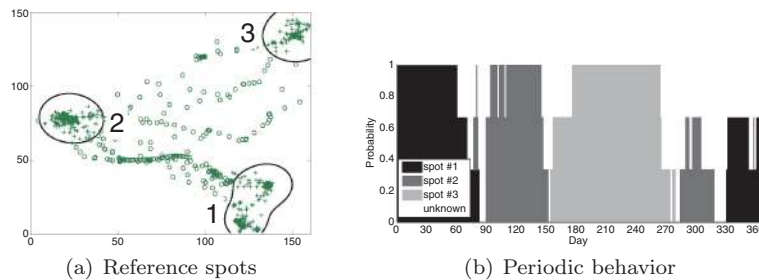 150
100
50
0
0 50 100 150
1
2
3
(a) Reference spots
Probability
1
0.8
0.6
0.4
0.2
0
0 30 60 90 120 150 180 210 240 270 300 330 360
Day
spot #1
spot #2
spot #3
unknown
(b) Periodic behavior